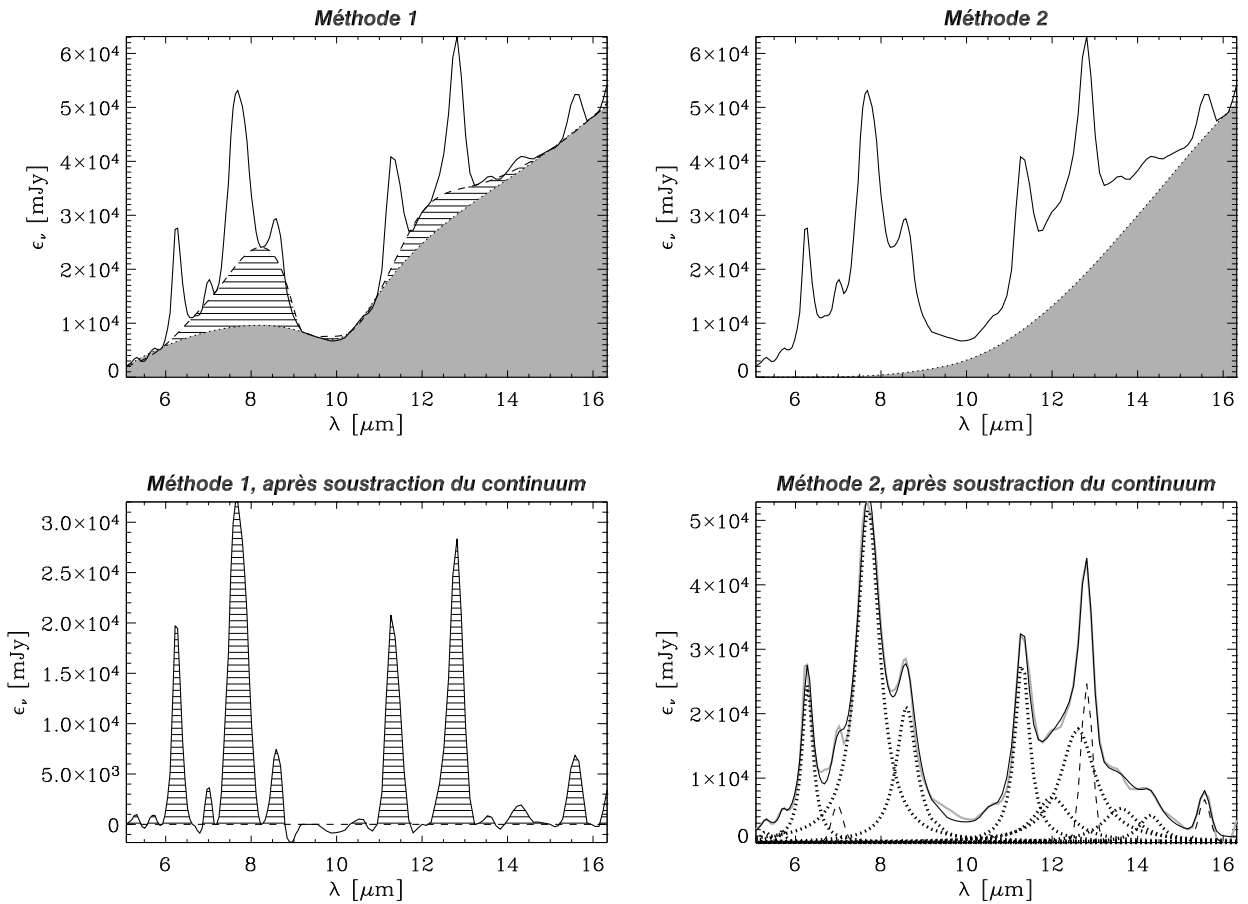 Méthode 1
6×10⁴
5×10⁴
4×10⁴
3×10⁴
2×10⁴
1×10⁴
0
ϵν [mJy]
6 8 10 12 14 16
λ [μm]
Méthode 2
6×10⁴
5×10⁴
4×10⁴
3×10⁴
2×10⁴
1×10⁴
0
ϵν [mJy]
6 8 10 12 14 16
λ [μm]
Méthode 1, après soustraction du continuum
3.0×10⁴
2.5×10⁴
2.0×10⁴
1.5×10⁴
1.0×10⁴
5.0×10³
0
ϵν [mJy]
6 8 10 12 14 16
λ [μm]
Méthode 2, après soustraction du continuum
5×10⁴
4×10⁴
3×10⁴
2×10⁴
1×10⁴
0
ϵν [mJy]
6 8 10 12 14 16
λ [μm]